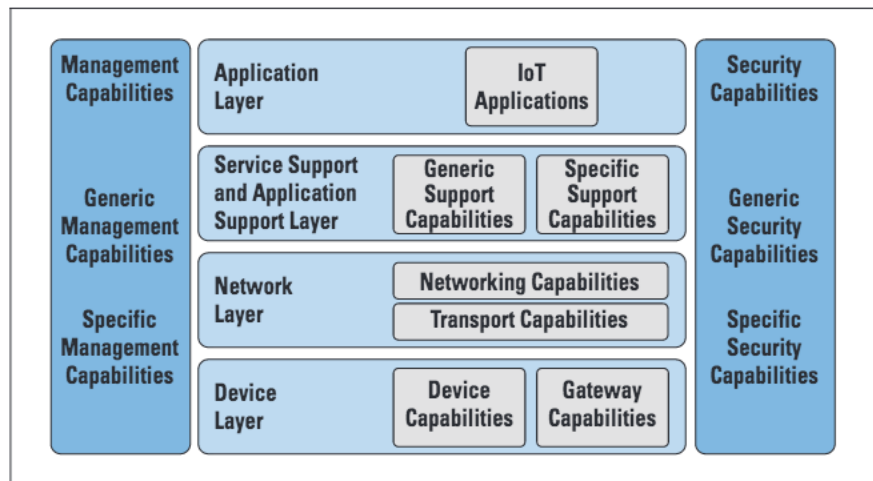 Management
Capabilities
Generic
Management
Capabilities
Specific
Management
Capabilities
Application
Layer
IoT
Applications
Service Support
and Application
Support Layer
Generic
Support
Capabilities
Specific
Support
Capabilities
Network
Layer
Networking Capabilities
Transport Capabilities
Device
Layer
Device
Capabilities
Gateway
Capabilities
Security
Capabilities
Generic
Security
Capabilities
Specific
Security
Capabilities